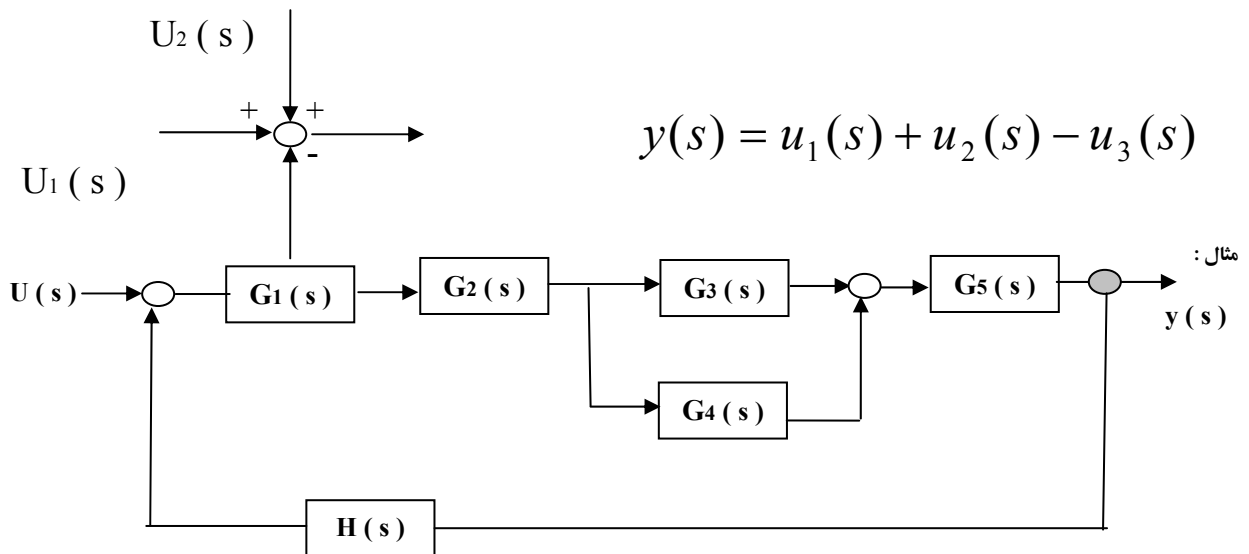 U2 ( s )
+ +
y(s) = u1(s) + u2(s) − u3(s)
-
U1 ( s )
مثال :
U ( s )
G1 ( s )
G2 ( s )
G3 ( s )
G5 ( s )
y ( s )
G4 ( s )
H ( s )